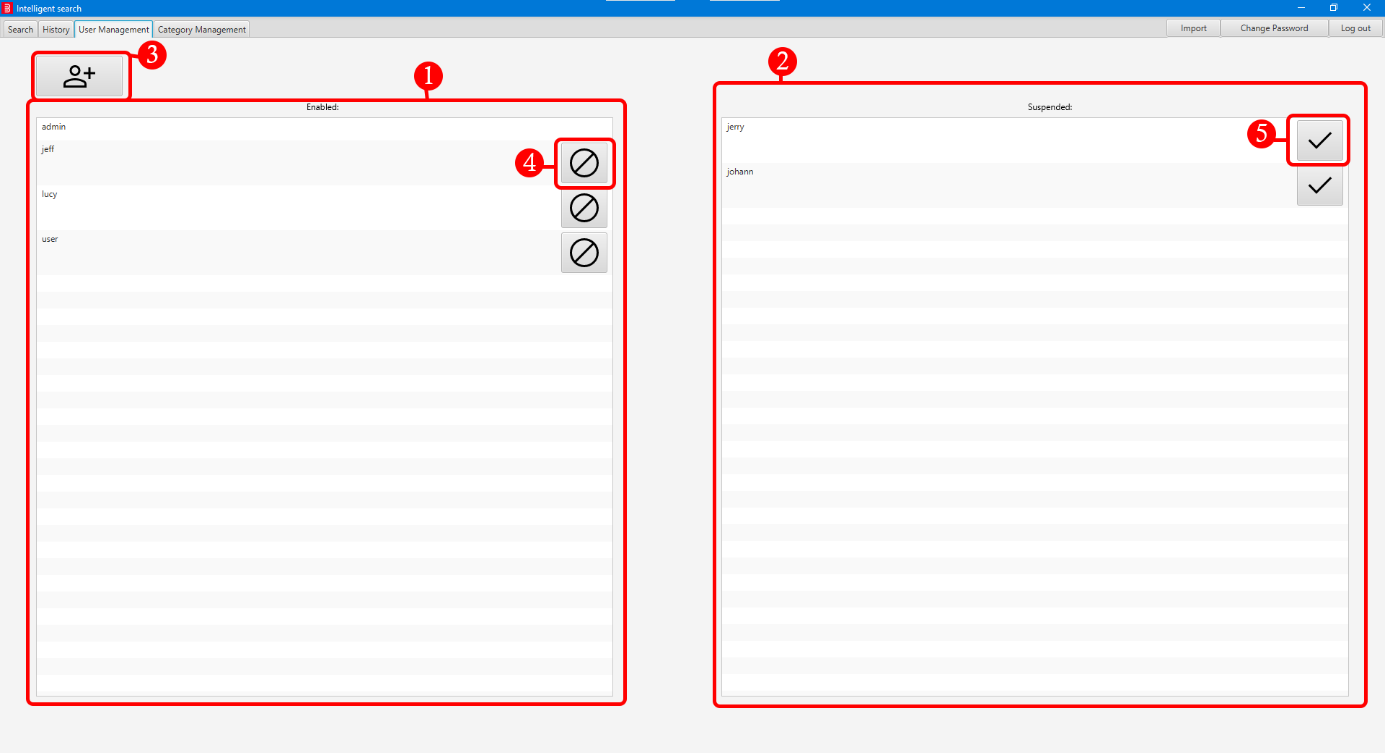 Intelligent search
Search History User Management Category Management Import Change Password Log out
3
1
2
Enabled:
Suspended:
admin
jeff
4
lucy
user
jerry
5
johann